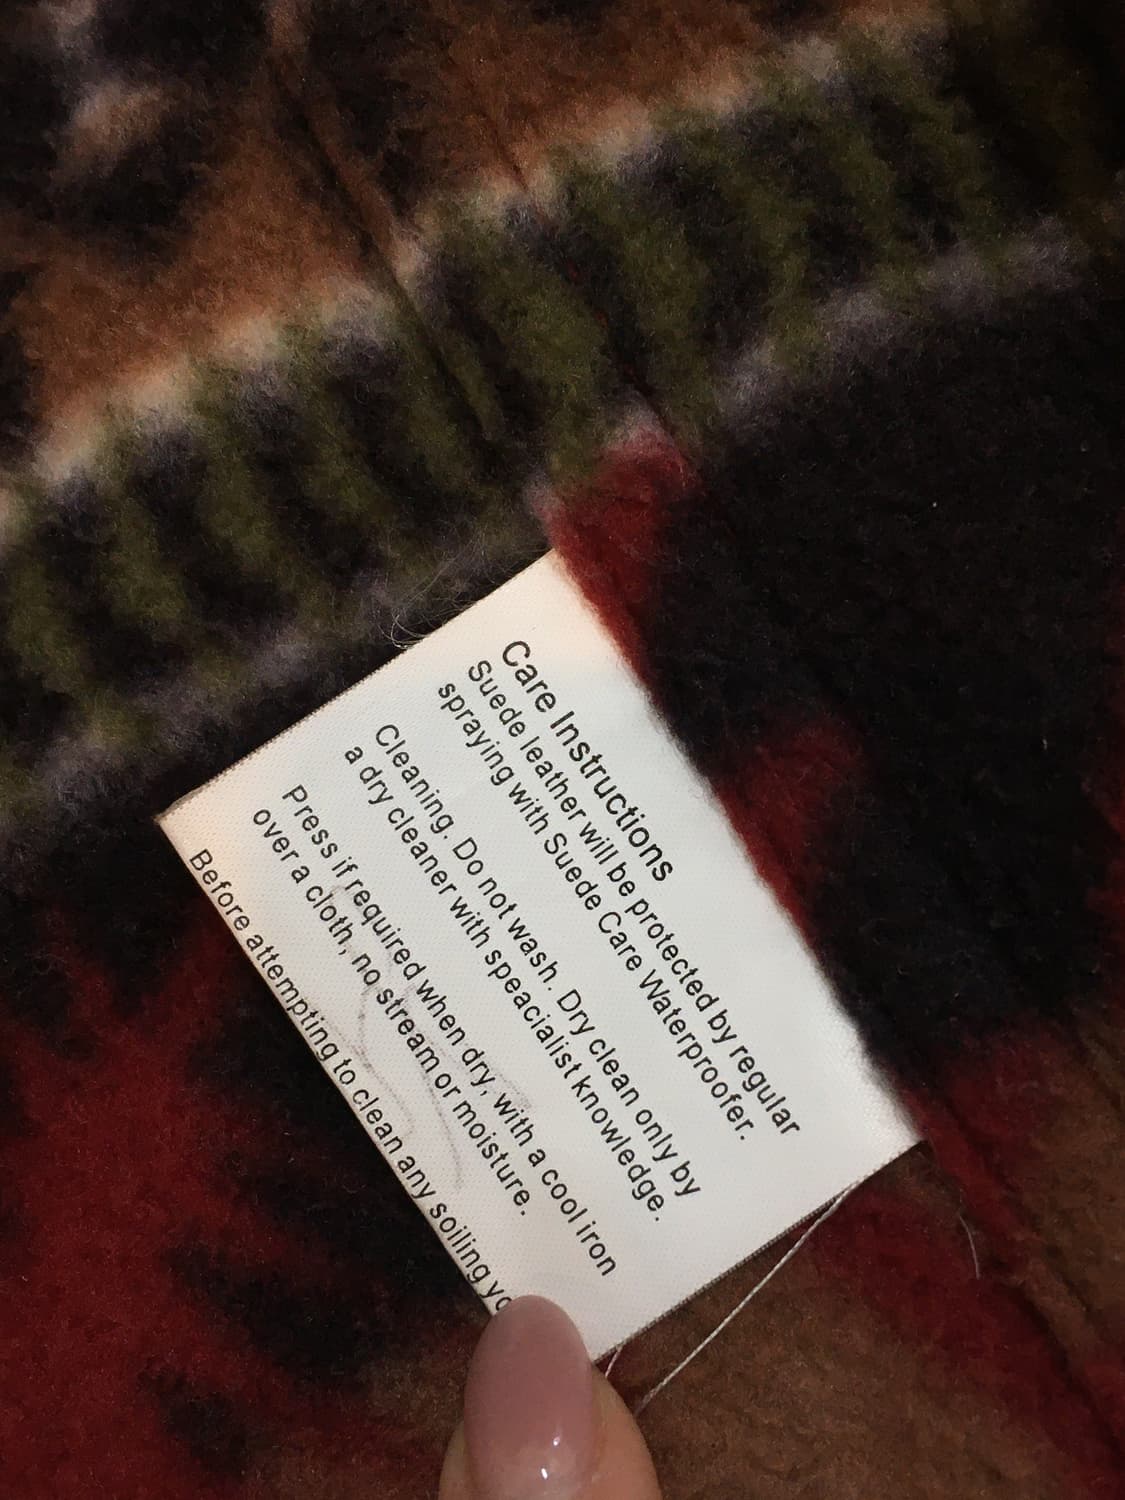 Care Instructions
Suede leather will be protected by regular
spraying with Suede Care Waterproofer.
Cleaning. Do not wash. Dry clean only by
a dry cleaner with speacialist knowledge.
Press if required when dry, with a cool iron
over a cloth, no stream or moisture.
Before attempting to clean any soiling